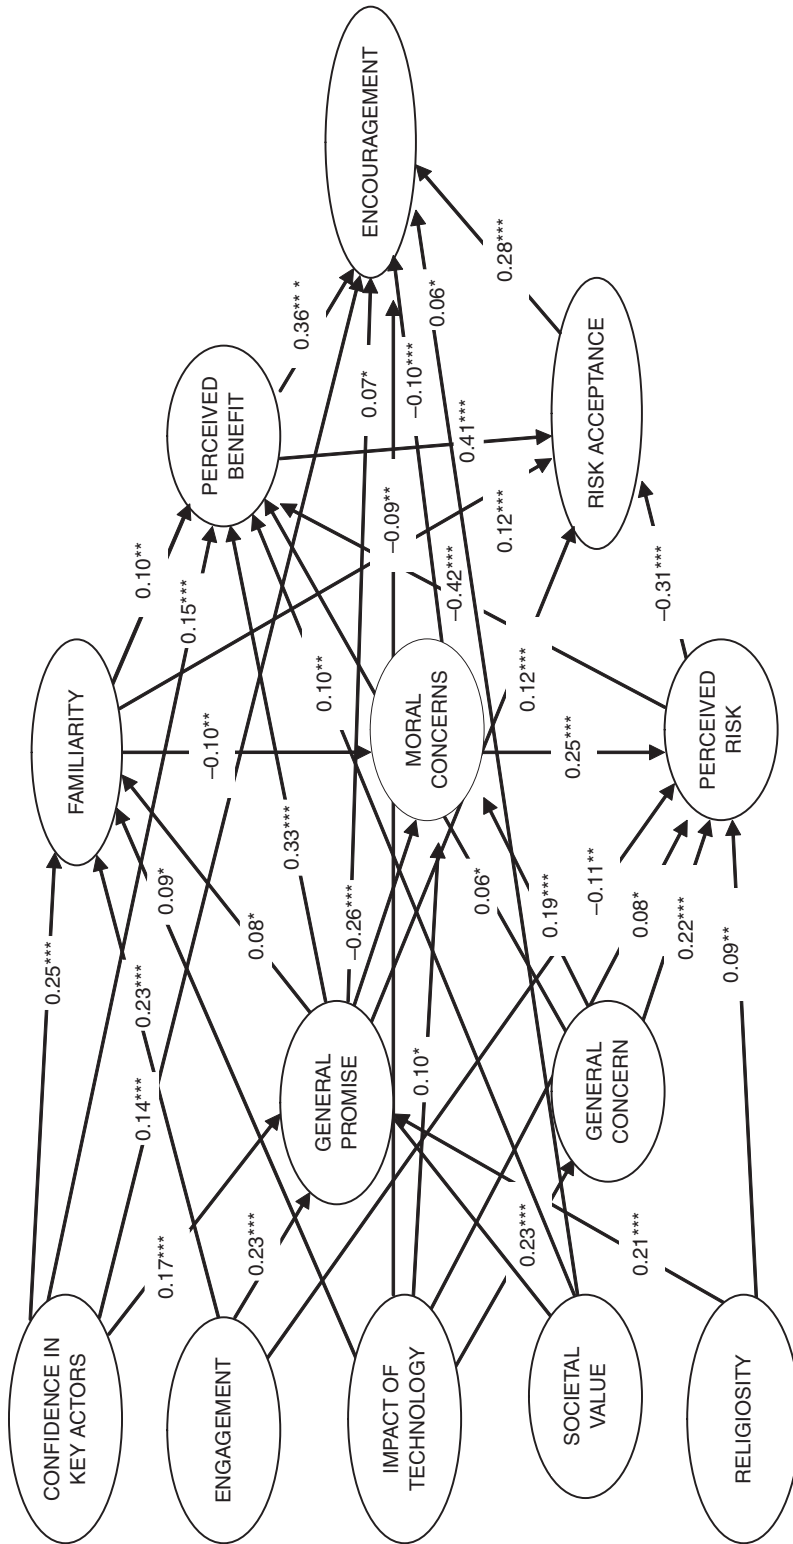 CONFIDENCE IN
KEY ACTORS
ENGAGEMENT
IMPACT OF
TECHNOLOGY
SOCIETAL
VALUE
RELIGIOSITY
0.17***
0.23***
0.23***
0.21***
0.14***
0.25***
0.23***
GENERAL
PROMISE
0.10*
GENERAL
CONCERN
0.09*
0.08*
−0.26***
0.33***
0.06*
0.19***
−0.11**
0.08*
0.22***
0.09**
FAMILIARITY
−0.10**
MORAL
CONCERNS
0.25***
PERCEIVED
RISK
0.10**
0.15***
0.10**
0.12***
−0.42***
−0.31***
−0.09**
0.12***
PERCEIVED
BENEFIT
0.07*
−0.10***
0.41***
RISK ACCEPTANCE
0.36** *
0.06*
0.28***
ENCOURAGEMENT